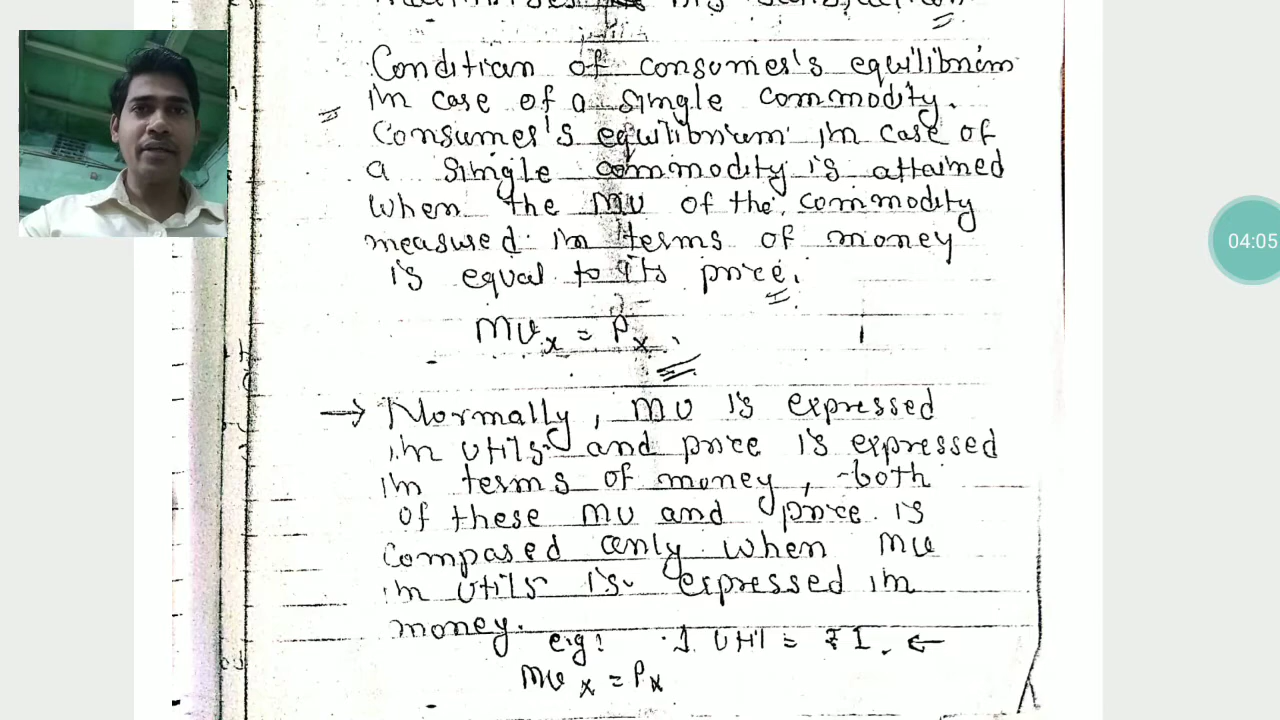 his satisfaction
Condition of consumer's equilibrium
in case of a single commodity.
Consumer's equilibrium in case of
a single commodity is attained
when the MU of the commodity
measured in terms of money
is equal to its price.
MUx = Px
→ Normally, MU is expressed
in utils and price is expressed
in terms of money, both
of these MU and price is
compared only when MU
in utils is expressed in
money. e.g: 1 util = ₹1. ←
MUx = Px
04:05